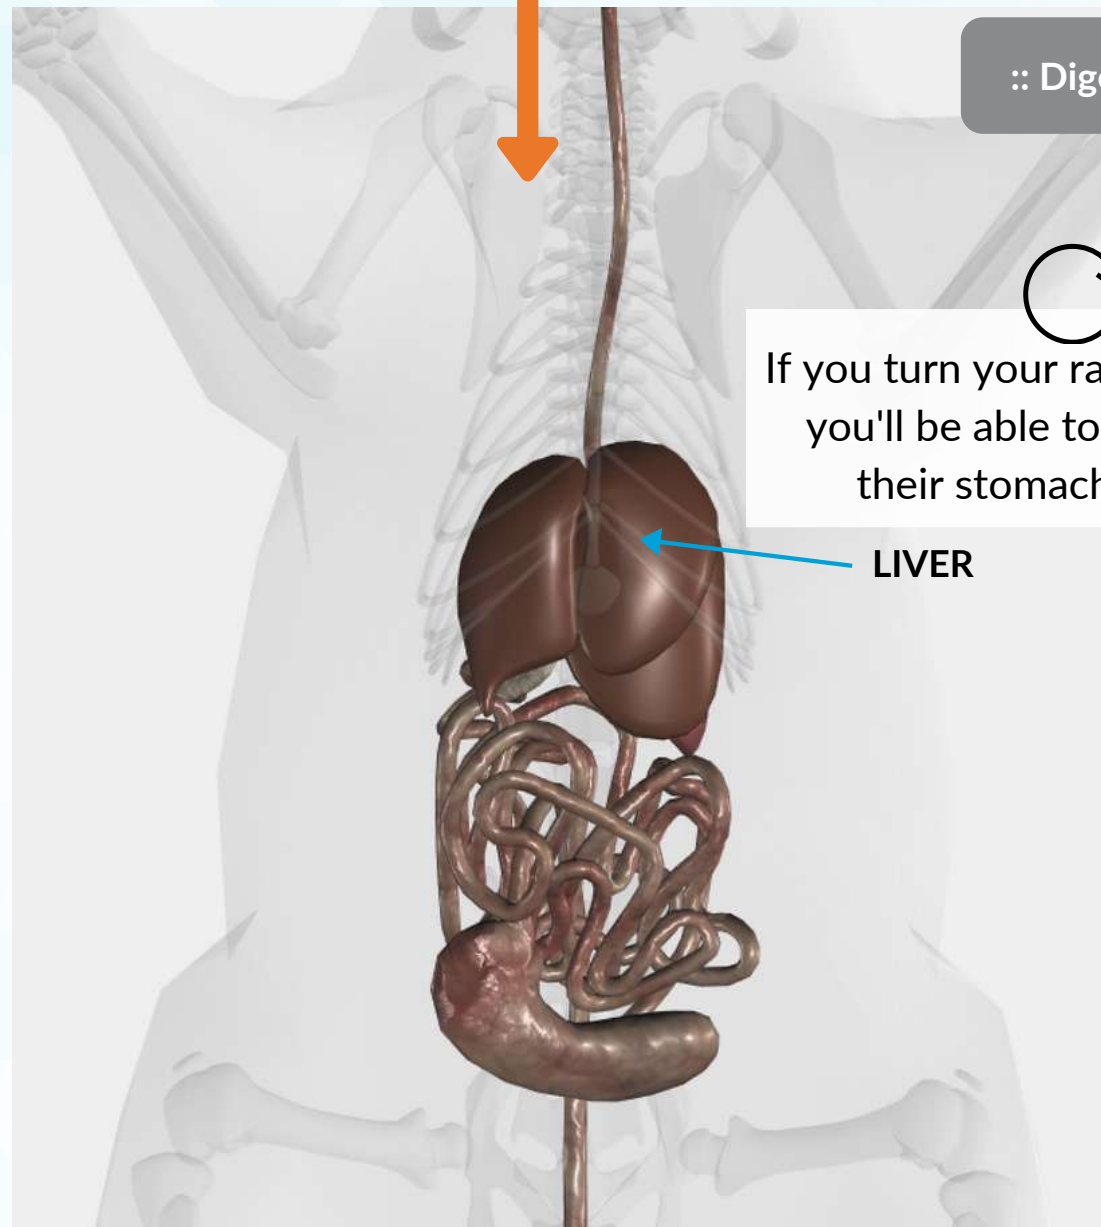 :: Dig
If you turn your ra
you'll be able to
their stomach
LIVER